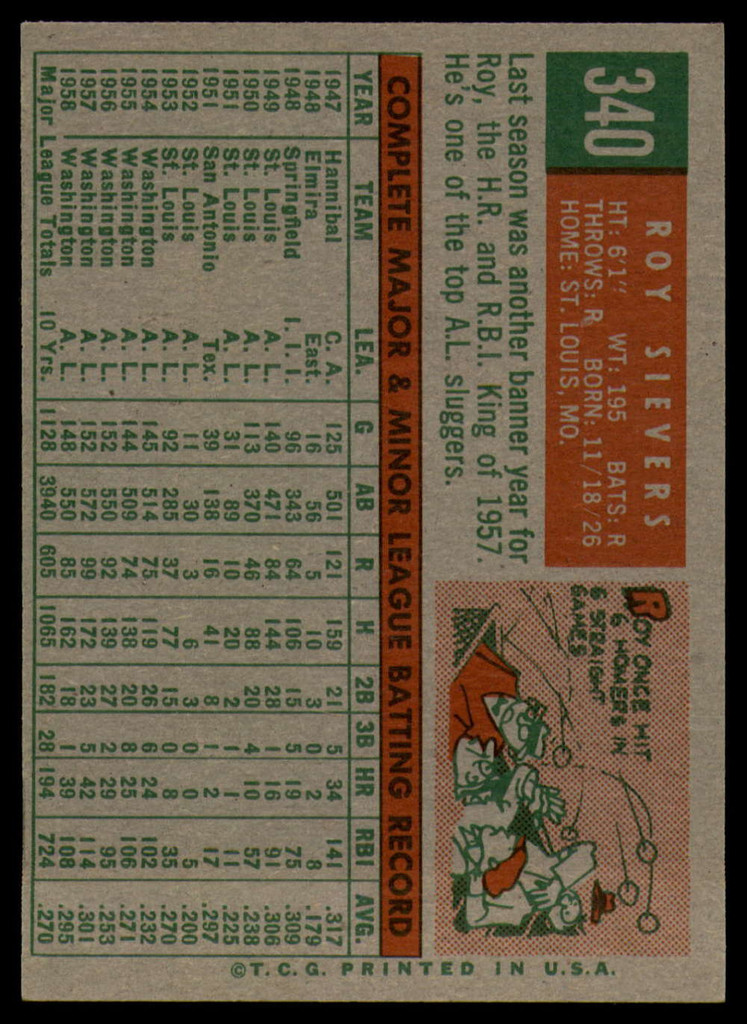 340
ROY SIEVERS
HT: 6'1" WT: 195 BATS: R
THROWS: R BORN: 11/18/26
HOME: ST. LOUIS, MO.
Last season was another banner year for
Roy, the H.R. and R.B.I. King of 1957.
He's one of the top A.L. sluggers.
ROY ONCE HIT
6 HOMERS IN
6 STRAIGHT
GAMES
COMPLETE MAJOR & MINOR LEAGUE BATTING RECORD
YEAR TEAM LEA. G AB R H 2B 3B HR RBI AVG.
1947 Hannibal C. A. 125 501 121 159 21 5 34 141 .317
1948 Elmira East. 16 56 5 10 3 0 2 8 .179
1948 Springfield I. I. I. 96 343 64 106 15 5 19 75 .309
1949 St. Louis A. L. 140 471 84 144 28 1 16 91 .306
1950 St. Louis A. L. 113 370 46 88 20 4 10 57 .238
1951 St. Louis A. L. 31 89 10 20 2 1 1 11 .225
1951 San Antonio Tex. 39 138 16 41 8 1 2 17 .297
1952 St. Louis A. L. 11 30 3 6 3 0 0 5 .200
1953 St. Louis A. L. 92 285 37 77 15 0 8 35 .270
1954 Washington A. L. 145 514 75 119 26 6 24 102 .232
1955 Washington A. L. 144 509 74 138 20 8 25 106 .271
1956 Washington A. L. 152 550 92 139 27 2 29 95 .253
1957 Washington A. L. 152 572 99 172 23 5 42 114 .301
1958 Washington A. L. 148 550 85 162 18 1 39 108 .295
Major League Totals 10 Yrs. 1128 3940 605 1065 182 28 194 724 .270
©T.C.G. PRINTED IN U.S.A.